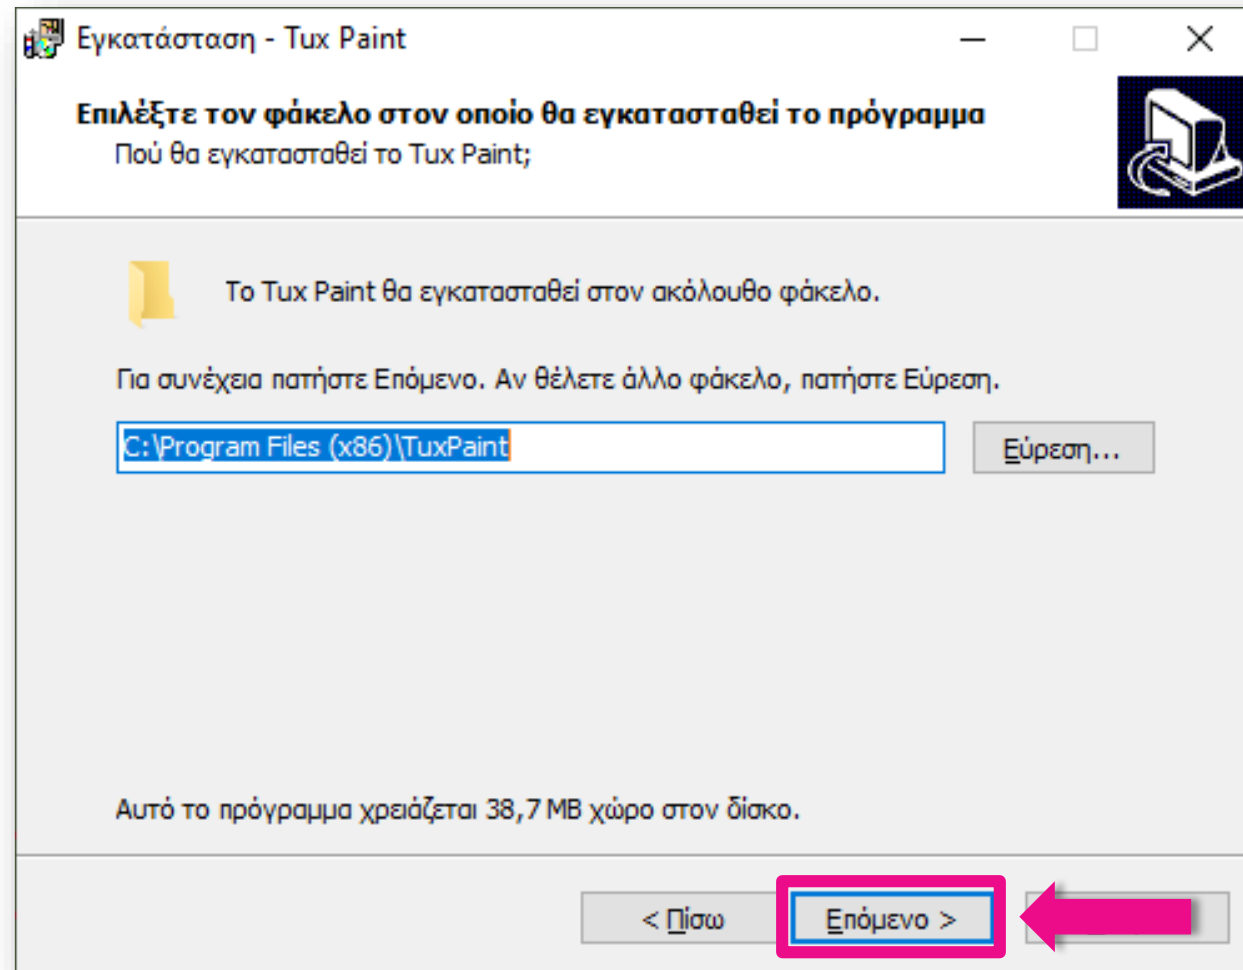 Εγκατάσταση - Tux Paint
Επιλέξτε τον φάκελο στον οποίο θα εγκατασταθεί το πρόγραμμα
Πού θα εγκατασταθεί το Tux Paint;
Το Tux Paint θα εγκατασταθεί στον ακόλουθο φάκελο.
Για συνέχεια πατήστε Επόμενο. Αν θέλετε άλλο φάκελο, πατήστε Εύρεση.
C:\Program Files (x86)\TuxPaint
Εύρεση...
Αυτό το πρόγραμμα χρειάζεται 38,7 MB χώρο στον δίσκο.
< Πίσω
Επόμενο >